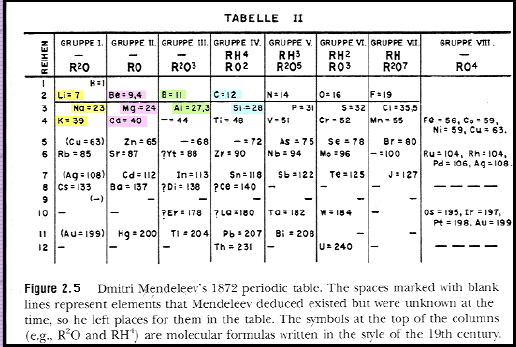 TABELLE II
REIHEN
GRUPPE I. GRUPPE II. GRUPPE III. GRUPPE IV. GRUPPE V. GRUPPE VI. GRUPPE VII. GRUPPE VIII.
— — — RH4 RH3 RH2 RH —
R2O RO R2O3 RO2 R2O5 RO3 R2O7 RO4
1 H=1
2 Li=7 Be=9,4 B=11 C=12 N=14 O=16 F=19
3 Na=23 Mg=24 Al=27,3 Si=28 P=31 S=32 Cl=35,5
4 K=39 Ca=40 —=44 Ti=48 V=51 Cr=52 Mn=55 Fe=56, Co=59,
Ni=59, Cu=63.
5 (Cu=63) Zn=65 —=68 —=72 As=75 Se=78 Br=80
6 Rb=85 Sr=87 ?Yt=88 Zr=90 Nb=94 Mo=96 —=100 Ru=104, Rh=104,
Pd=106, Ag=108.
7 (Ag=108) Cd=112 In=113 Sn=118 Sb=122 Te=125 J=127
8 Cs=133 Ba=137 ?Di=138 ?Ce=140 — — — — — — —
9 (—) — — — — — —
10 — — ?Er=178 ?La=180 Ta=182 W=184 — Os=195, Ir=197,
Pt=198, Au=199
11 (Au=199) Hg=200 Tl=204 Pb=207 Bi=208 — —
12 — — — Th=231 — U=240 — — — — —
Figure 2.5 Dmitri Mendeleev's 1872 periodic table. The spaces marked with blank
lines represent elements that Mendeleev deduced existed but were unknown at the
time, so he left places for them in the table. The symbols at the top of the columns
(e.g., R²O and RH⁴) are molecular formulas written in the style of the 19th century.